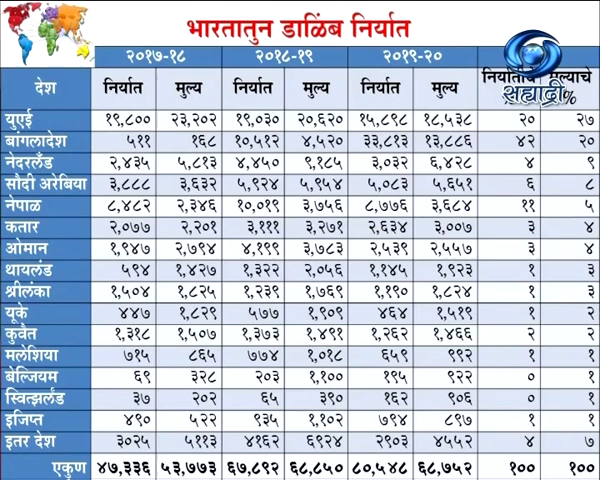 भारतातुन डाळिंब निर्यात
२०१७-१८ २०१८-१९ २०१९-२०
देश निर्यात मुल्य निर्यात मुल्य निर्यात मुल्य
सह्याद्री %
युएई १९,८०० २३,२०२ १९,०३० २०,६२० १५,८९८ १८,५३८ २० २७
बांगलादेश ५११ १६८ १०,५१२ ४,५२० ३३,८१३ १३,८८६ ४२ २०
नेदरलँड २,४३५ ५,८१३ ४,४५० ९,१८५ ३,०३२ ६,४२८ ४ ९
सौदी अरेबिया ३,८८८ ३,६३२ ५,९२४ ५,९५४ ५,०८३ ५,६५१ ६ ८
नेपाळ ८,४८२ २,३४६ १०,०१९ ३,७५६ ८,७७६ ३,६८४ ११ ५
कतार २,०७७ २,२०१ ३,१११ ३,२७१ २,६३४ ३,००७ ३ ४
ओमान १,९४७ २,७९४ ४,१९९ ३,७८३ २,५३९ २,५५७ ३ ४
थायलंड ५९४ १,४२७ १,३२२ २,०५६ १,१४५ १,९२३ १ ३
श्रीलंका १,५०४ १,८२५ १,२३९ १,७६९ १,१९० १,८२४ १ ३
यूके ४४७ १,८२९ ५७७ १,९०९ ४६४ १,५१९ १ २
कुवैत १,३१८ १,५०७ १,३७३ १,४९१ १,२६२ १,४६६ २ २
मलेशिया ७१५ ८६५ ७७४ १,०१८ ६५९ ९९२ १ १
बेल्जियम ६९ ३२८ २०३ १,१०० १९५ ९२२ ० १
स्वित्झर्लंड ३७ २०२ ६५ ३९० १६२ ९०६ ० १
इजिप्त ४९० ५२२ ९३५ १,१०२ ७९४ ८९७ १ १
इतर देश ३०२५ ५११३ ४१६२ ६९२४ २९०३ ४५५२ ४ ७
एकुण ४७,३३६ ५३,७७३ ६७,८९२ ६८,८५० ८०,५४८ ६८,७५२ १०० १००